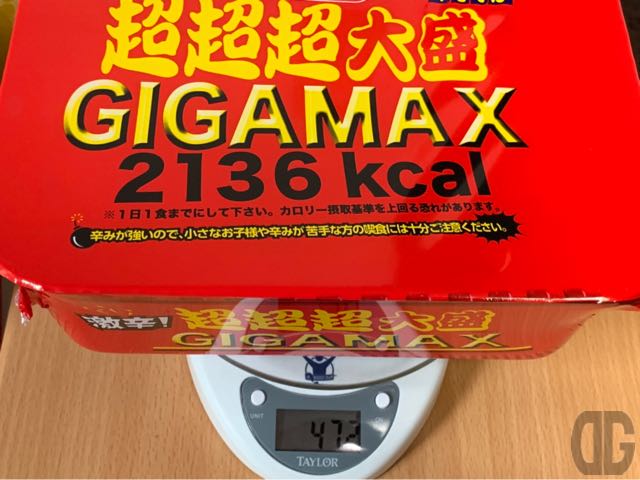 超超超大盛
GIGAMAX
2136 kcal
※1日1食までにして下さい。カロリー摂取基準を上回る恐れがあります。
辛みが強いので、小さなお子様や辛みが苦手な方の喫食には十分ご注意ください。
激辛!
超超超大盛
GIGAMAX
UNIT
472
TAYLOR
DG